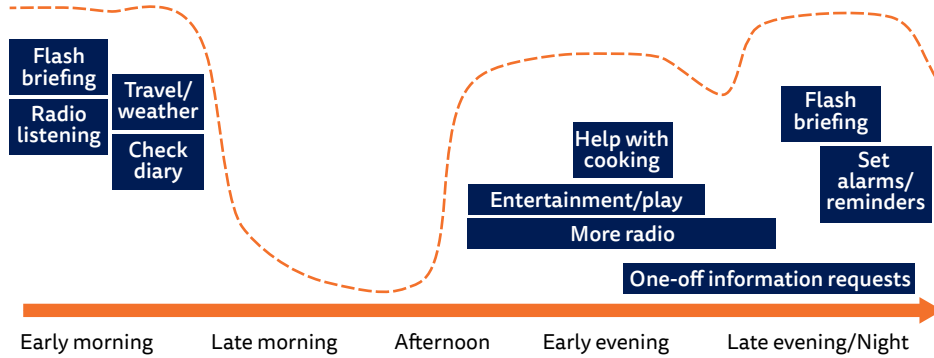 Flash
briefing
Radio
listening
Travel/
weather
Check
diary
Help with
cooking
Entertainment/play
More radio
One-off information requests
Flash
briefing
Set
alarms/
reminders
Early morning
Late morning
Afternoon
Early evening
Late evening/Night